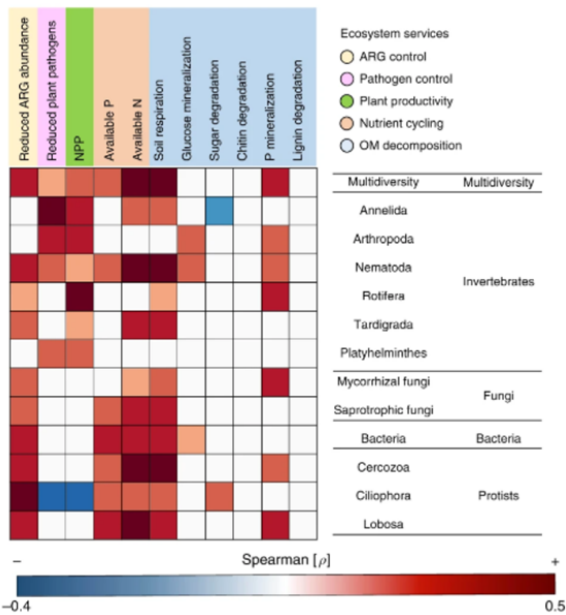 Reduced ARG abundance
Reduced plant pathogens
NPP
Available P
Available N
Soil respiration
Glucose mineralization
Sugar degradation
Chitin degradation
P mineralization
Lignin degradation
Ecosystem services
ARG control
Pathogen control
Plant productivity
Nutrient cycling
OM decomposition
Multidiversity Multidiversity
Annelida
Arthropoda
Nematoda
Invertebrates
Rotifera
Tardigrada
Platyhelminthes
Mycorrhizal fungi
Fungi
Saprotrophic fungi
Bacteria Bacteria
Cercozoa
Ciliophora Protists
Lobosa
Spearman [ρ]
– +
–0.4 0.5